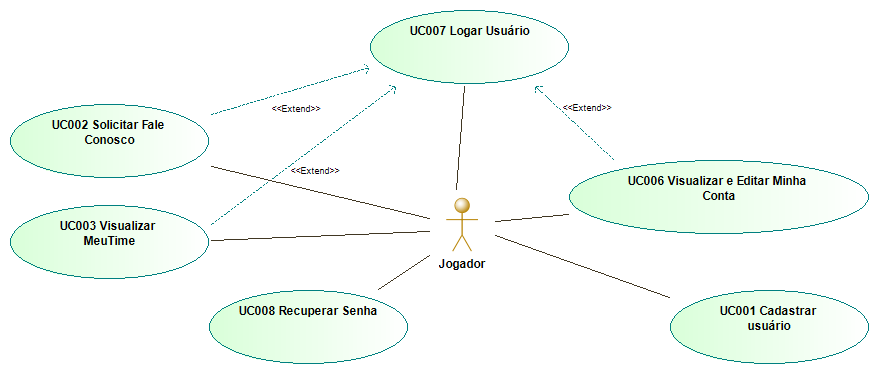 UC007 Logar Usuário
<<Extend>>
<<Extend>>
UC002 Solicitar Fale
Conosco
<<Extend>>
UC006 Visualizar e Editar Minha
Conta
UC003 Visualizar
MeuTime
Jogador
UC008 Recuperar Senha
UC001 Cadastrar
usuário